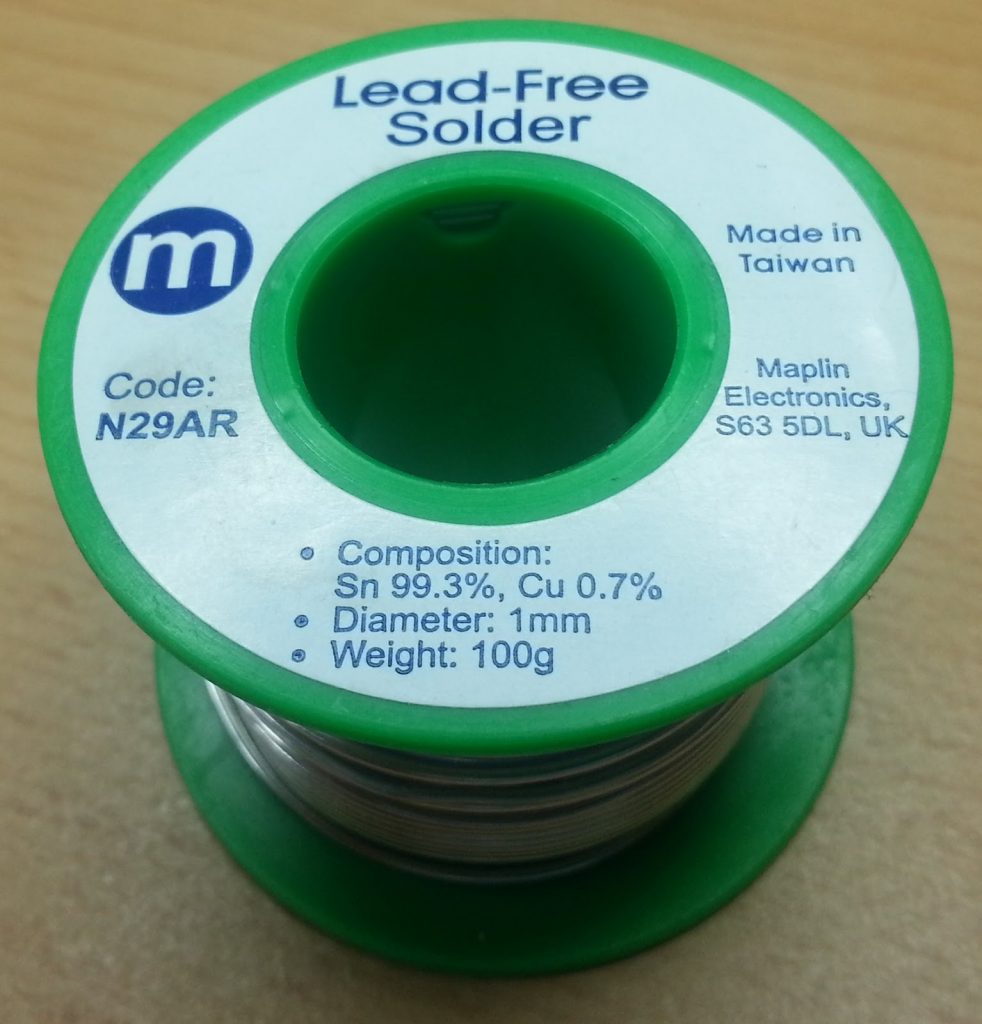 Lead-Free
Solder
m
Made in
Taiwan
Code:
N29AR
Maplin
Electronics,
S63 5DL, UK
• Composition:
Sn 99.3%, Cu 0.7%
• Diameter: 1mm
• Weight: 100g